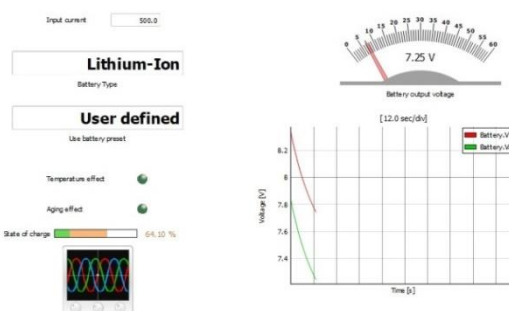 Input current 500.0
Lithium-Ion
Battery Type
User defined
Use battery preset
Temperature effect
Aging effect
State of charge 64.10 %
0 5 10 15 20 25 30 35 40 45 50 55 60
7.25 V
Battery output voltage
[12.0 sec/div]
Battery.V
Battery.V
Voltage [V]
8.2
8
7.8
7.6
7.4
Time [s]